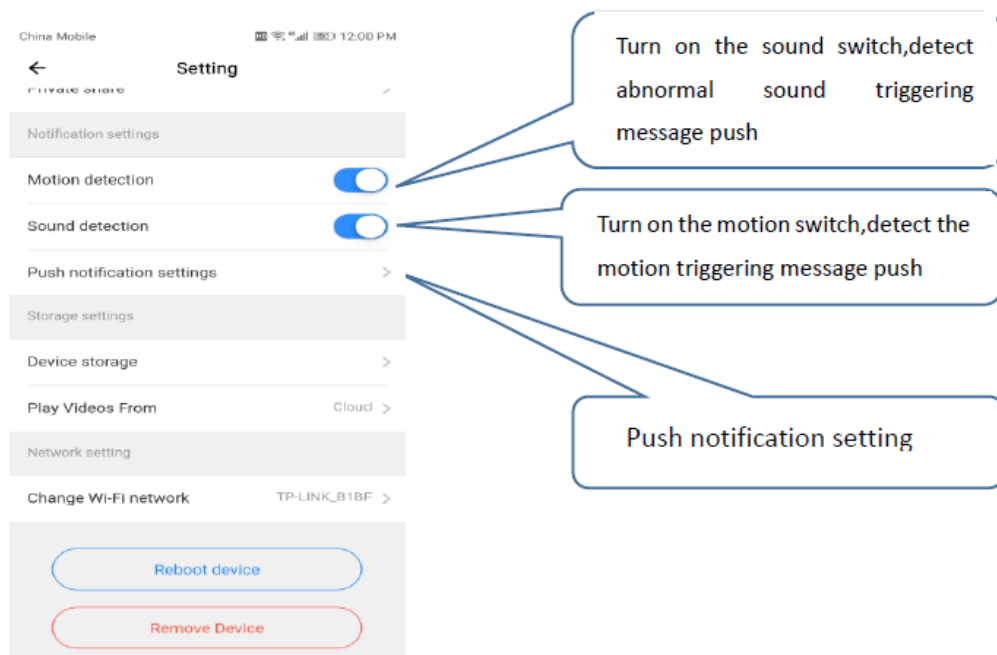 China Mobile 12:00 PM
Setting
Private Share
Notification settings
Motion detection
Sound detection
Push notification settings
Storage settings
Device storage
Play Videos From Cloud
Network setting
Change Wi-Fi network TP-LINK_B1BF
Reboot device
Remove Device
Turn on the sound switch,detect
abnormal sound triggering
message push
Turn on the motion switch,detect the
motion triggering message push
Push notification setting